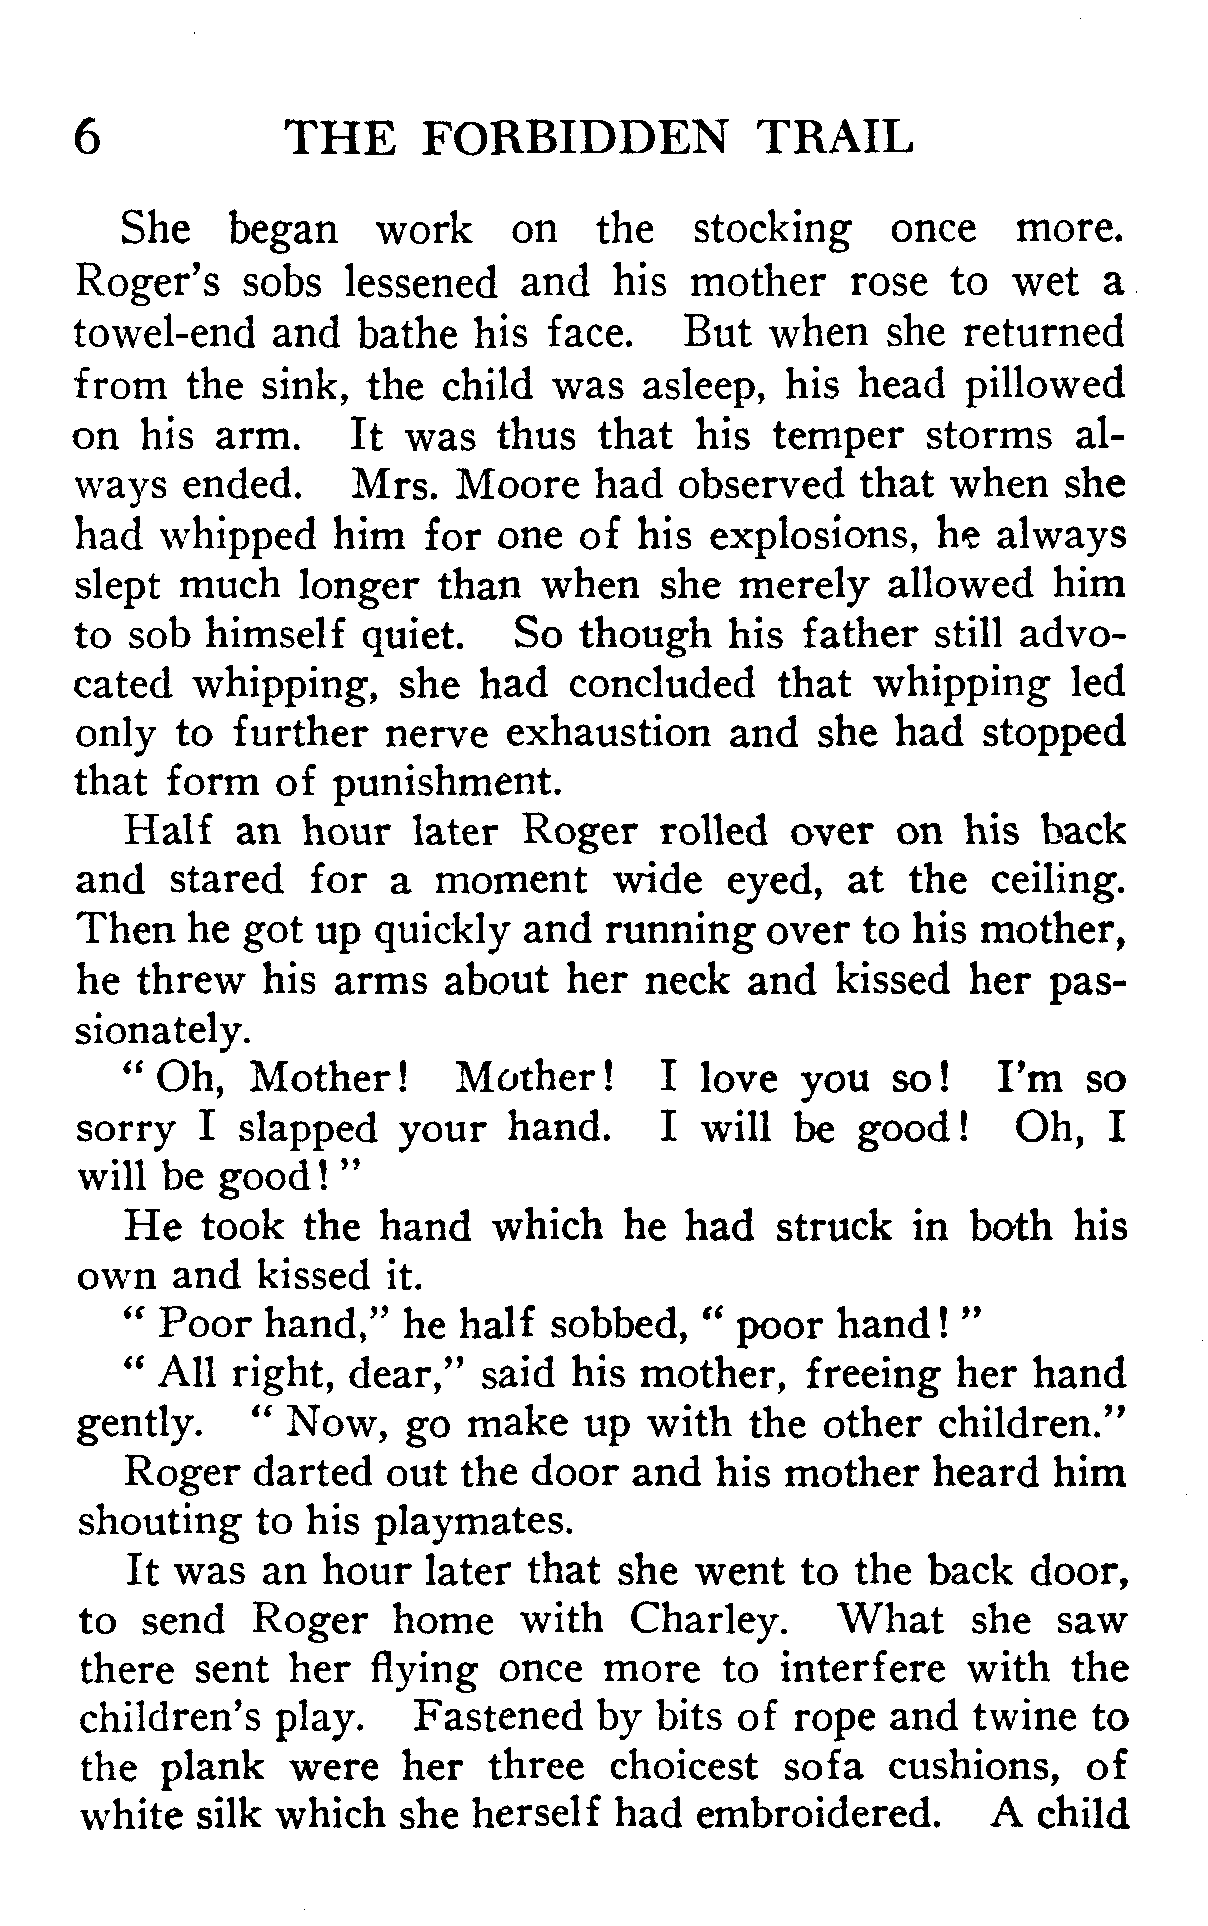 6 THE FORBIDDEN TRAIL
She began work on the stocking once more.
Roger's sobs lessened and his mother rose to wet a
towel-end and bathe his face. But when she returned
from the sink, the child was asleep, his head pillowed
on his arm. It was thus that his temper storms al-
ways ended. Mrs. Moore had observed that when she
had whipped him for one of his explosions, he always
slept much longer than when she merely allowed him
to sob himself quiet. So though his father still advo-
cated whipping, she had concluded that whipping led
only to further nerve exhaustion and she had stopped
that form of punishment.
Half an hour later Roger rolled over on his back
and stared for a moment wide eyed, at the ceiling.
Then he got up quickly and running over to his mother,
he threw his arms about her neck and kissed her pas-
sionately.
" Oh, Mother! Mother! I love you so! I'm so
sorry I slapped your hand. I will be good! Oh, I
will be good! "
He took the hand which he had struck in both his
own and kissed it.
" Poor hand," he half sobbed, " poor hand! "
" All right, dear," said his mother, freeing her hand
gently. " Now, go make up with the other children."
Roger darted out the door and his mother heard him
shouting to his playmates.
It was an hour later that she went to the back door,
to send Roger home with Charley. What she saw
there sent her flying once more to interfere with the
children's play. Fastened by bits of rope and twine to
the plank were her three choicest sofa cushions, of
white silk which she herself had embroidered. A child